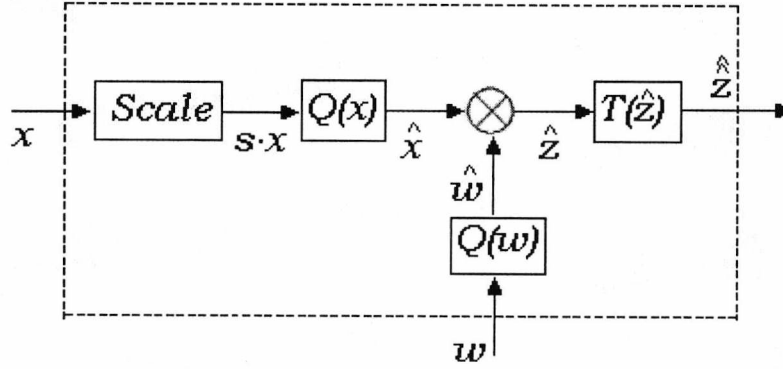 x
Scale
s·x
Q(x)
x̂
ẑ
T(ẑ)
ẑ̂
ŵ
Q(w)
w